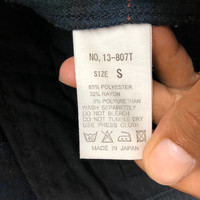 NO, 13-807T
SIZE S
65% POLYESTER
32% RAYON
3% POLYURETHAN
WASH SEPARATELY
DO NOT BLEACH
DO NOT TUMBLE DRY
USE PRESS CLOTH
MADE IN JAPAN